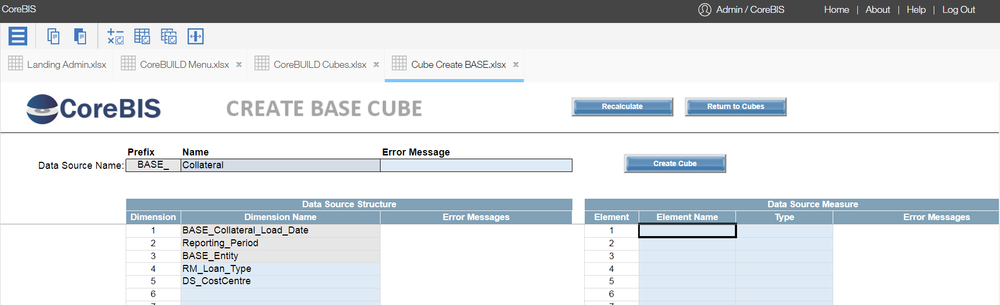 CoreBIS
Admin / CoreBIS
Home | About | Help | Log Out
Landing Admin.xlsx
CoreBUILD Menu.xlsx x
CoreBUILD Cubes.xlsx x
Cube Create BASE.xlsx x
CoreBIS
CREATE BASE CUBE
Recalculate
Return to Cubes
Prefix Name Error Message
Data Source Name: BASE_ Collateral
Create Cube
Data Source Structure
Data Source Measure
Dimension Dimension Name Error Messages
Element Element Name Type Error Messages
1 BASE_Collateral_Load_Date 1
2 Reporting_Period 2
3 BASE_Entity 3
4 RM_Loan_Type 4
5 DS_CostCentre 5
6 6